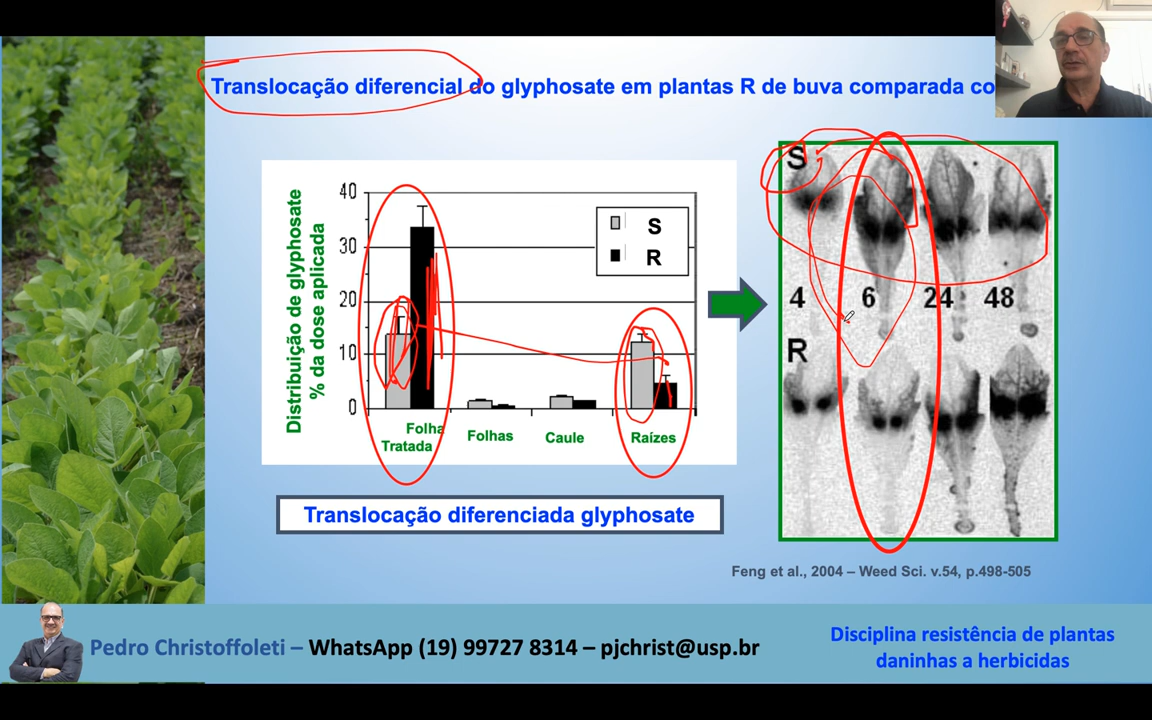 Translocação diferencial do glyphosate em plantas R de buva comparada co
Distribuição de glyphosate
% da dose aplicada
40
30
20
10
0
S
R
Folha
Tratada
Folhas
Caule
Raízes
S
4
6
24
48
R
Translocação diferenciada glyphosate
Feng et al., 2004 – Weed Sci. v.54, p.498-505
Pedro Christoffoleti – WhatsApp (19) 99727 8314 – pjchrist@usp.br
Disciplina resistência de plantas
daninhas a herbicidas